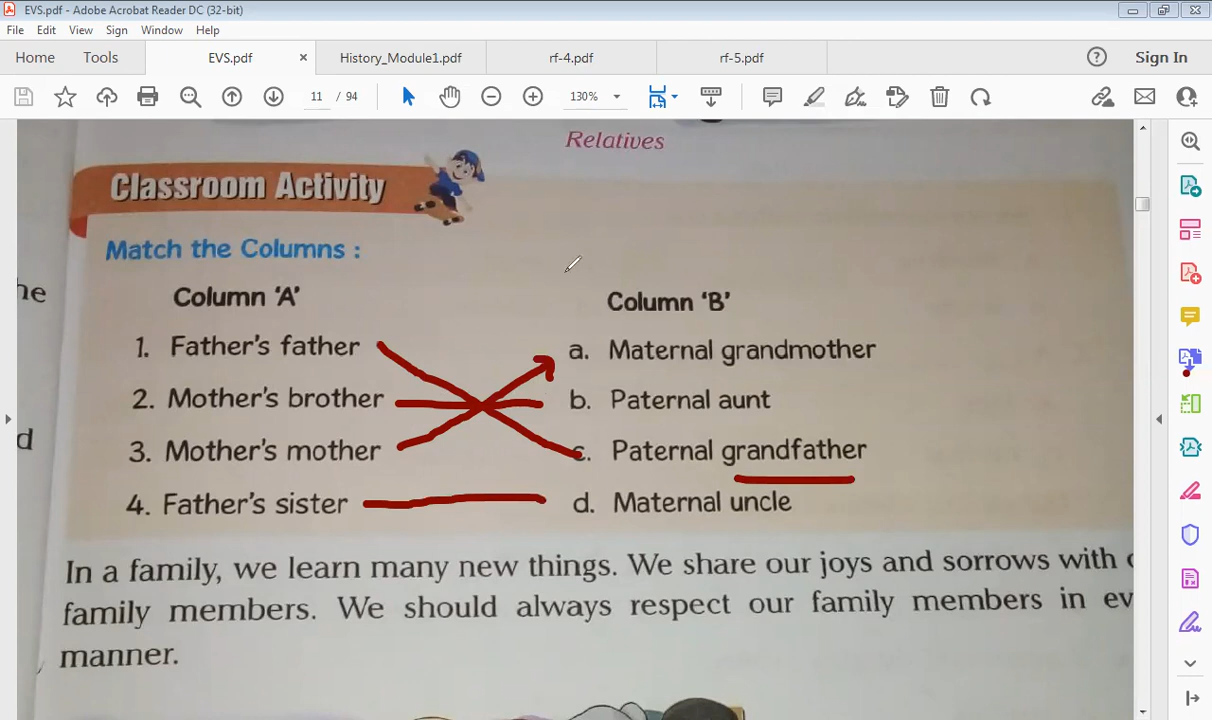 EVS.pdf - Adobe Acrobat Reader DC (32-bit)
File Edit View Sign Window Help
Home Tools EVS.pdf History_Module1.pdf rf-4.pdf rf-5.pdf Sign In
11 / 94 130%
Relatives
Classroom Activity
Match the Columns :
he
Column ‘A’ Column ‘B’
1. Father’s father a. Maternal grandmother
2. Mother’s brother b. Paternal aunt
d
3. Mother’s mother c. Paternal grandfather
4. Father’s sister d. Maternal uncle
In a family, we learn many new things. We share our joys and sorrows with
family members. We should always respect our family members in ev
manner.